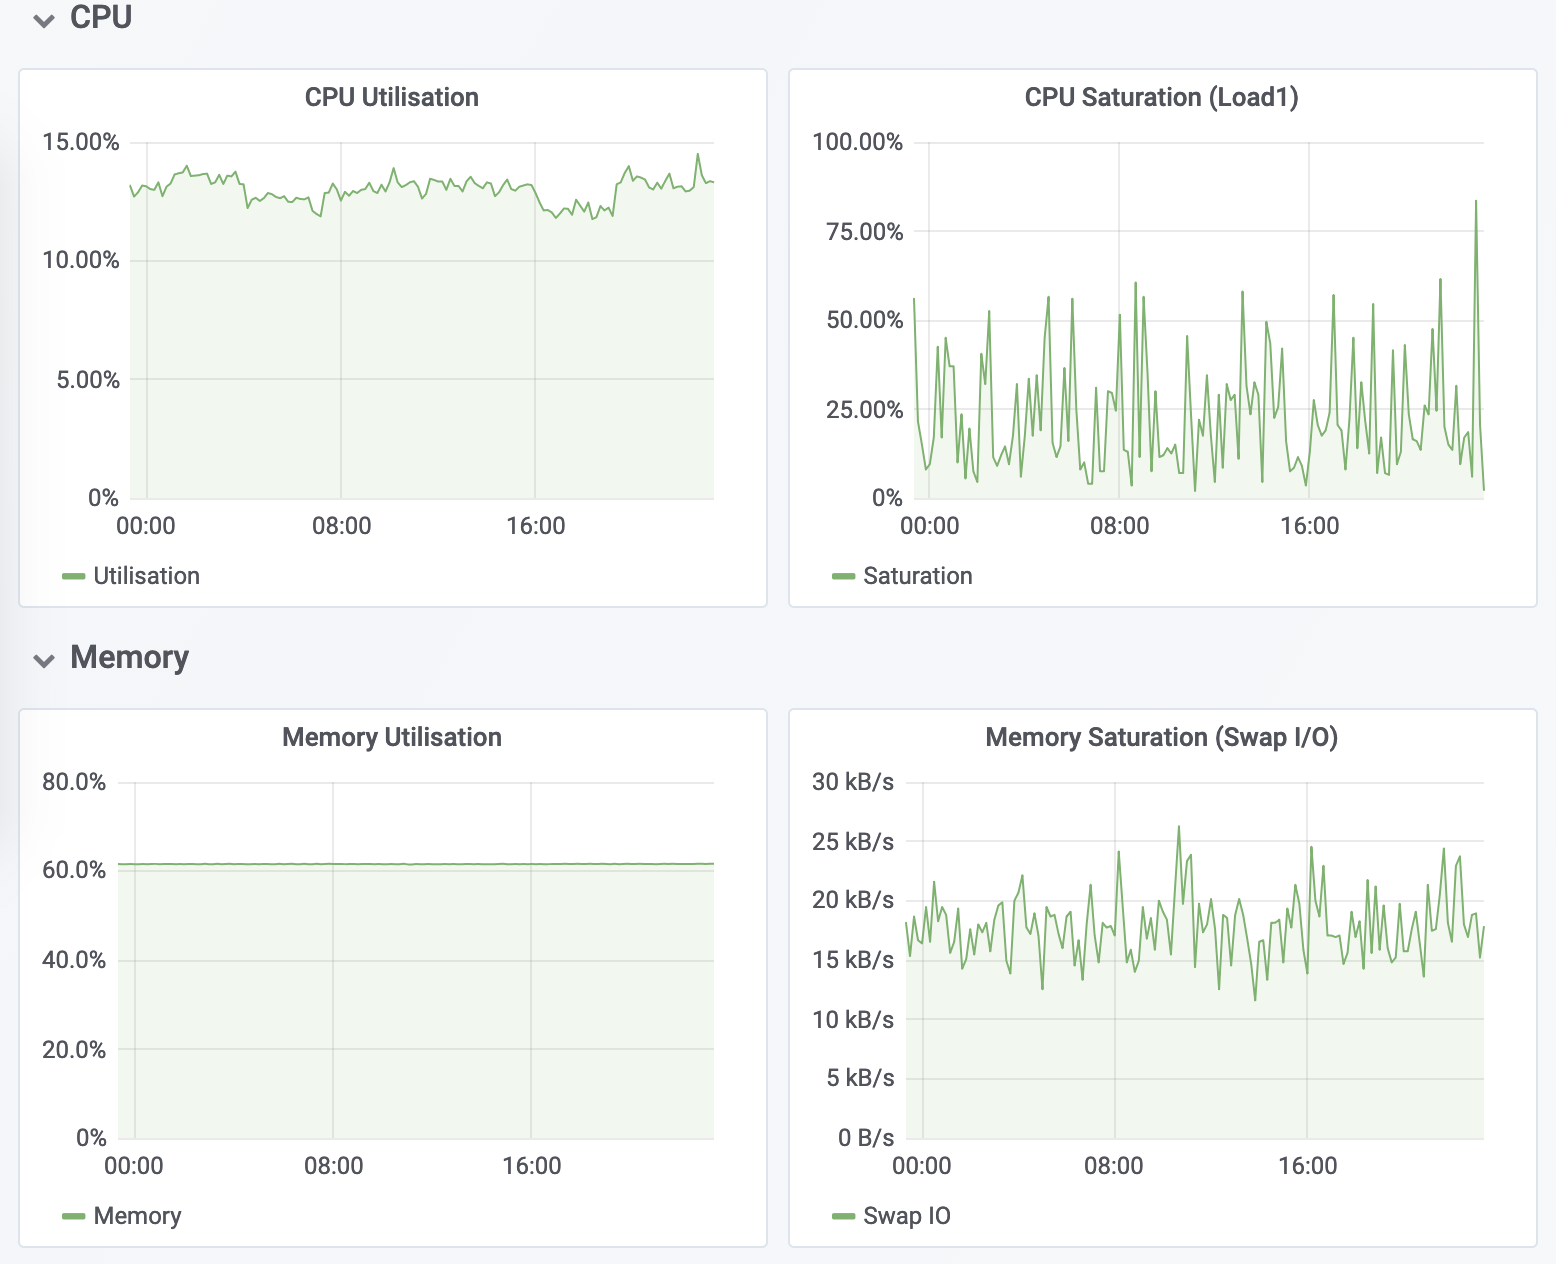 CPU
CPU Utilisation
15.00%
10.00%
5.00%
0%
00:00 08:00 16:00
Utilisation
CPU Saturation (Load1)
100.00%
75.00%
50.00%
25.00%
0%
00:00 08:00 16:00
Saturation
Memory
Memory Utilisation
80.0%
60.0%
40.0%
20.0%
0%
00:00 08:00 16:00
Memory
Memory Saturation (Swap I/O)
30 kB/s
25 kB/s
20 kB/s
15 kB/s
10 kB/s
5 kB/s
0 B/s
00:00 08:00 16:00
Swap IO